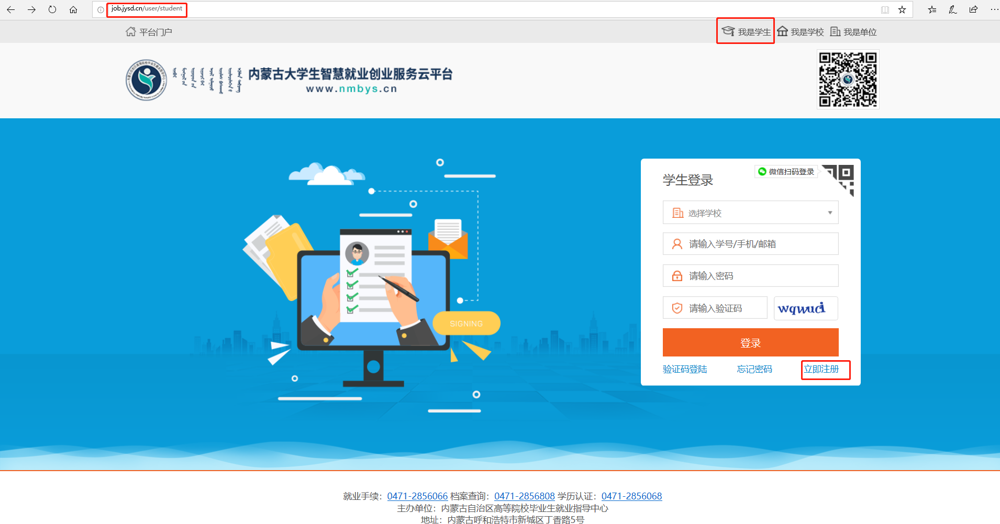 job.jysd.cn/user/student
平台门户
我是学生 我是学校 我是单位
内蒙古大学生智慧就业创业服务云平台
www.nmbys.cn
微信扫码登录
学生登录
选择学校
请输入学号/手机/邮箱
请输入密码
请输入验证码 wqwuci
登录
验证码登陆 忘记密码 立即注册
SIGNING
就业手续：0471-2856066 档案查询：0471-2856808 学历认证：0471-2856068
主办单位：内蒙古自治区高等院校毕业生就业指导中心
地址：内蒙古呼和浩特市新城区丁香路5号